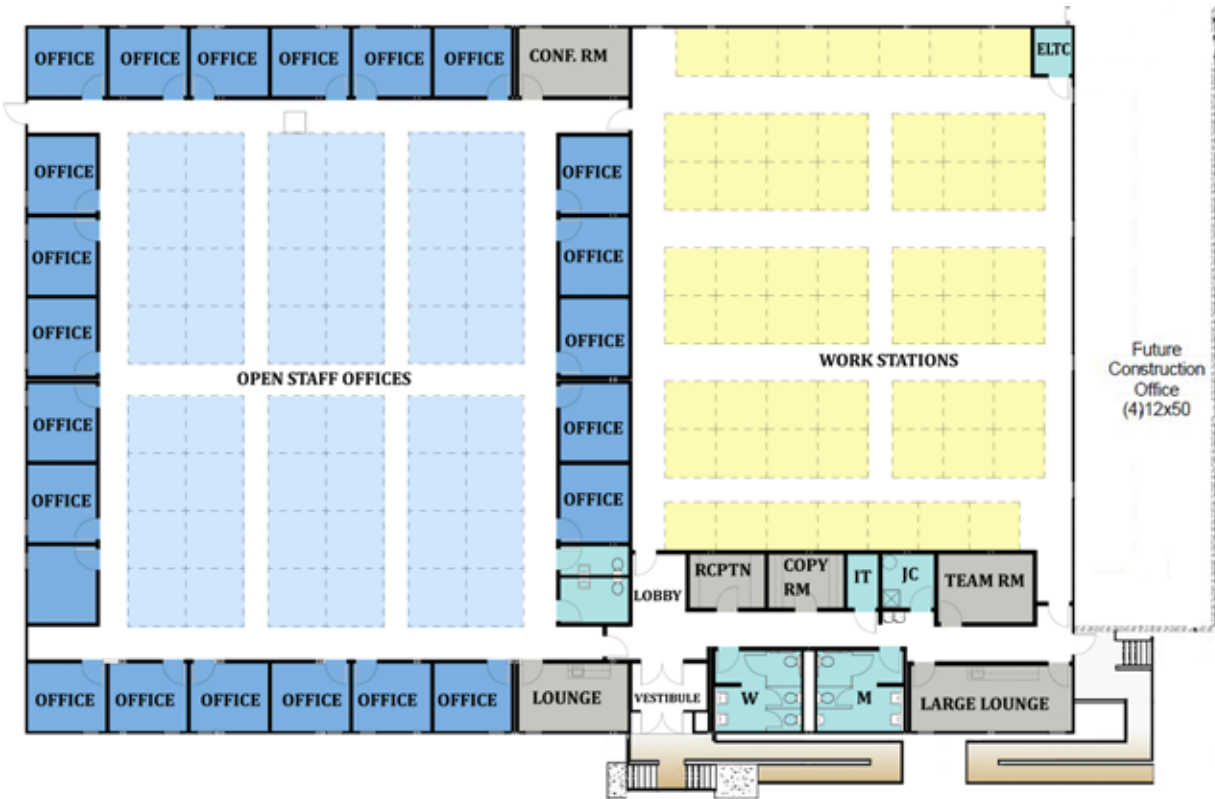 OFFICE OFFICE OFFICE OFFICE OFFICE OFFICE CONF. RM ELTC
OFFICE OFFICE
OFFICE OFFICE
OFFICE OFFICE
WORK STATIONS
OPEN STAFF OFFICES
Future
Construction
Office
(4)12x50
OFFICE OFFICE
OFFICE OFFICE
RCPTN
COPY
RM
IT
JC
TEAM RM
LOBBY
OFFICE OFFICE OFFICE OFFICE OFFICE OFFICE LOUNGE
VESTIBULE
W
M
LARGE LOUNGE